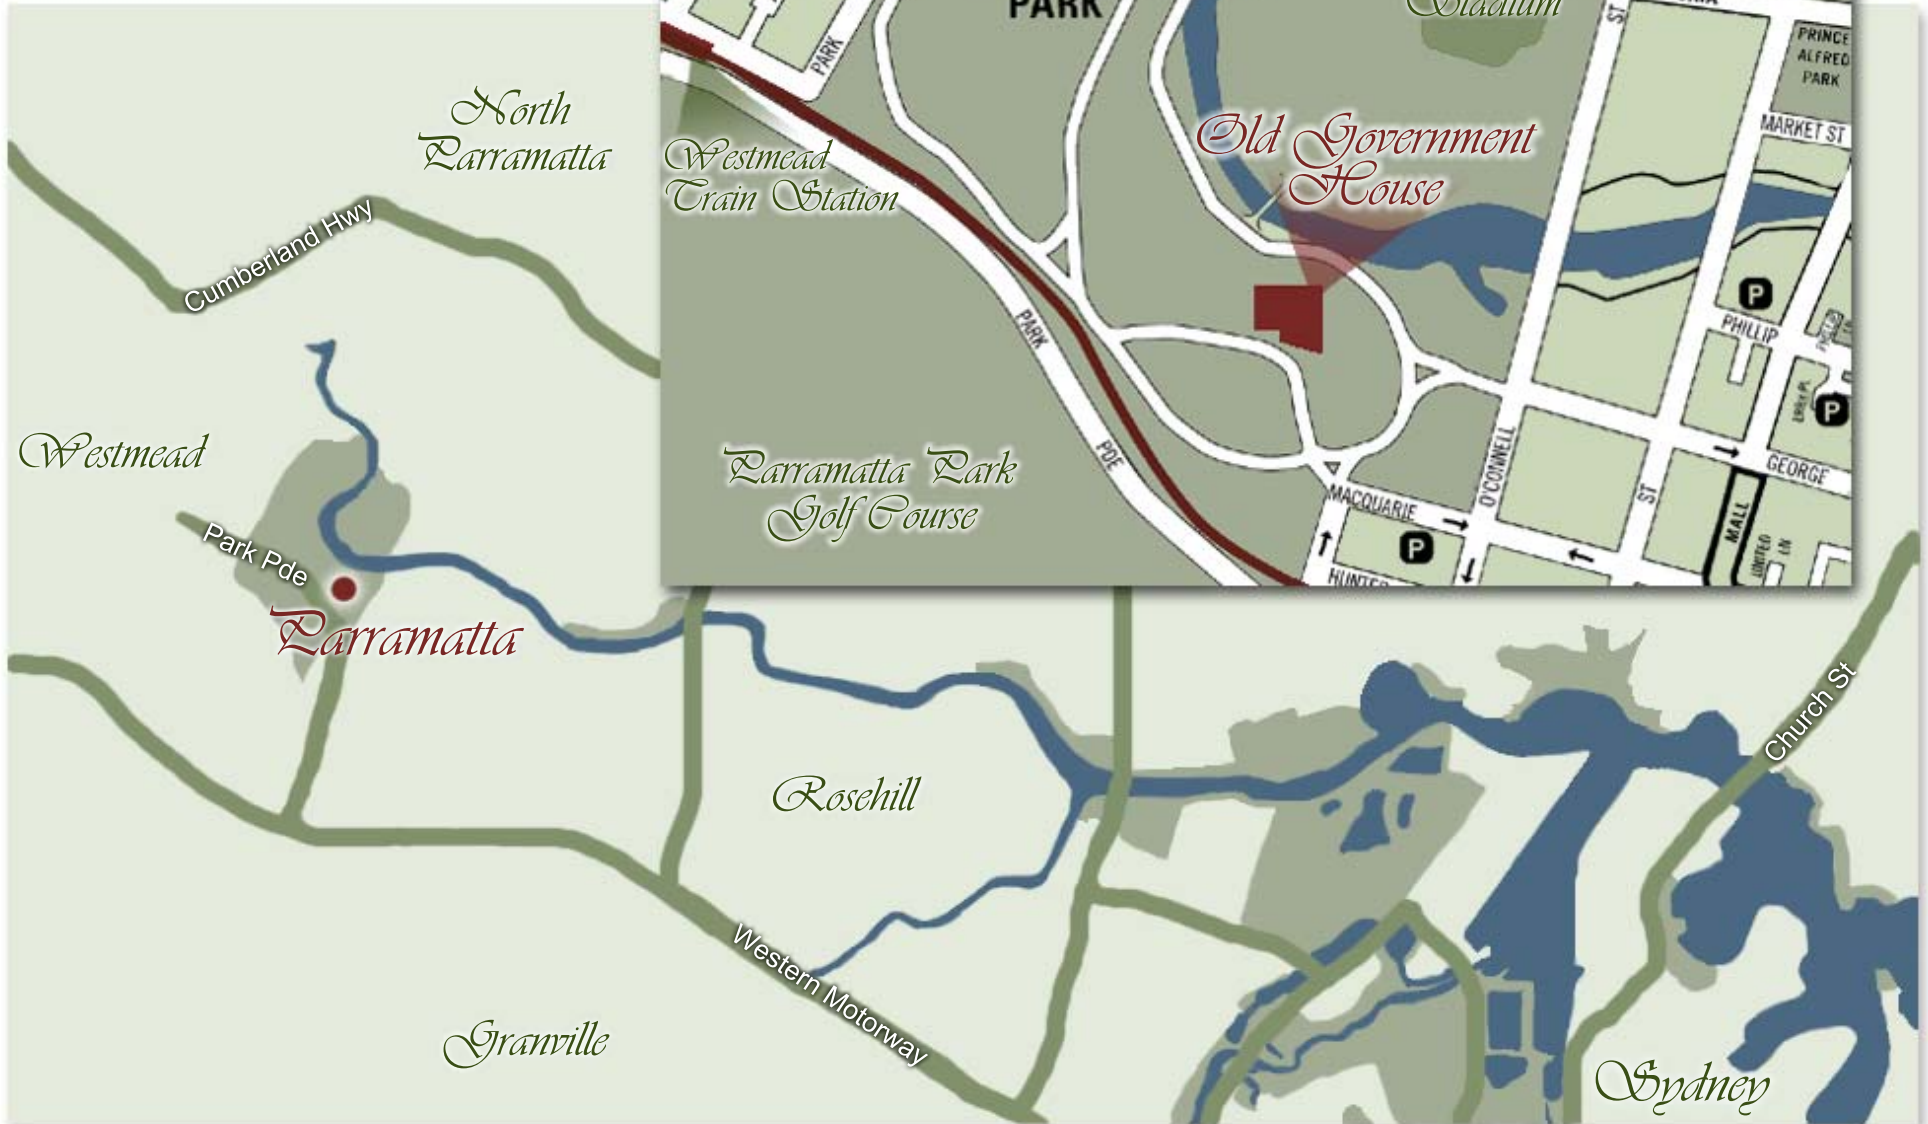 PARK
Stadium
ST
PARK
PRINCE
ALFRED
PARK
North
Parramatta
MARKET ST
Old Government
House
Westmead
Train Station
Cumberland Hwy
PARK
PHILLIP
P
P
Westmead
PDE
Parramatta Park
Golf Course
O'CONNELL
GEORGE
MACQUARIE
ST
MALL
P
Park Pde
Parramatta
Church St
Rosehill
Western Motorway
Granville
Sydney